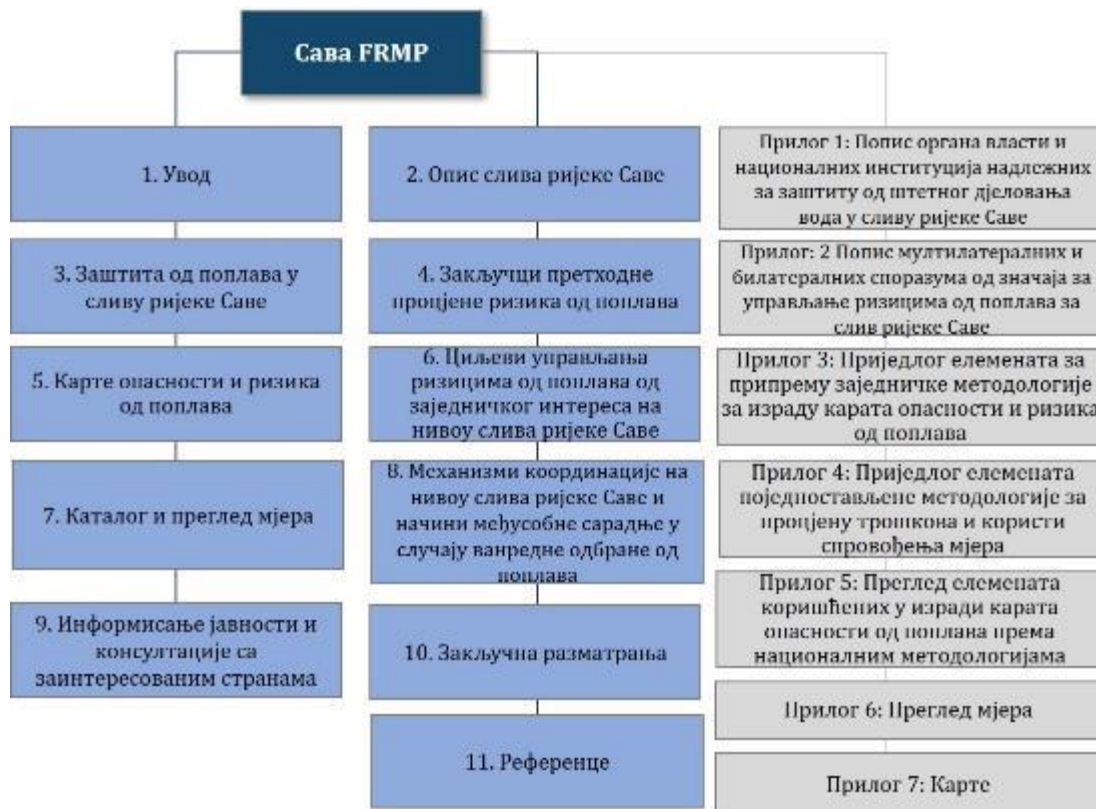 Сава FRMP
1. Увод
2. Опис слива ријеке Саве
3. Заштита од поплава у
сливу ријеке Саве
4. Закључци претходне
процјене ризика од поплава
5. Карте опасности и ризика
од поплава
6. Циљеви управљања
ризицима од поплава од
заједничког интереса на
нивоу слива ријеке Саве
7. Каталог и преглед мјера
8. Механизми координације на
нивоу слива ријеке Саве и
начини међусобне сарадње у
случају ванредне одбране од
поплава
9. Информисање јавности и
консултације са
заинтересованим странама
10. Закључна разматрања
11. Референце
Прилог 1: Попис органа власти и
националних институција надлежних
за заштиту од штетног дјеловања
вода у сливу ријеке Саве
Прилог: 2 Попис мултилатералних и
билатералних споразума од значаја за
управљање ризицима од поплава за
слив ријеке Саве
Прилог 3: Приједлог елемената за
припрему заједничке методологије
за израду карата опасности и ризика
од поплава
Прилог 4: Приједлог елемената
поједностављене методологије за
процјену трошкова и користи
спровођења мјера
Прилог 5: Преглед елемената
коришћених у изради карата
опасности од поплава према
националним методологијама
Прилог 6: Преглед мјера
Прилог 7: Карте